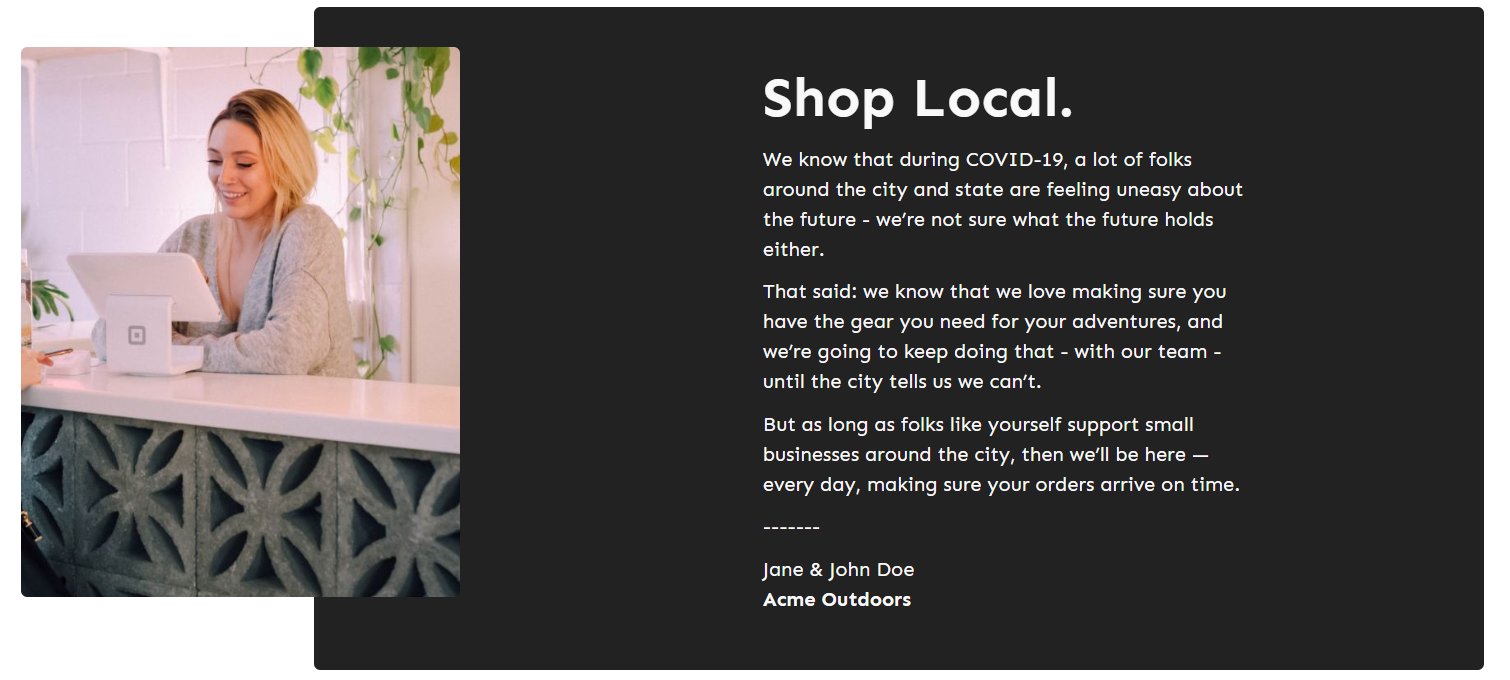 Shop Local.
We know that during COVID-19, a lot of folks
around the city and state are feeling uneasy about
the future - we’re not sure what the future holds
either.
That said: we know that we love making sure you
have the gear you need for your adventures, and
we’re going to keep doing that - with our team -
until the city tells us we can’t.
But as long as folks like yourself support small
businesses around the city, then we’ll be here —
every day, making sure your orders arrive on time.
-------
Jane & John Doe
Acme Outdoors